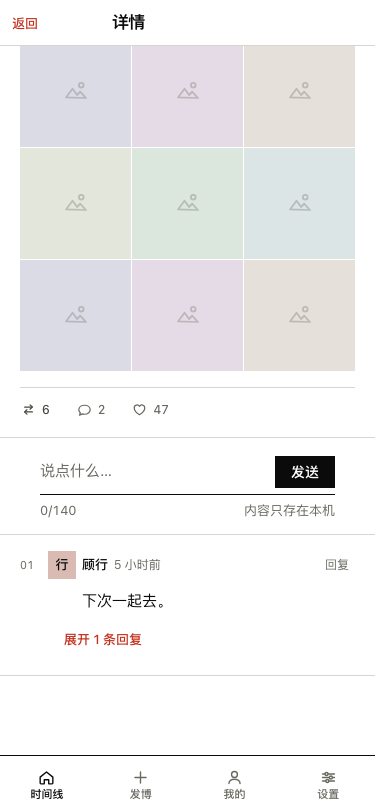 返回 详情
6 2 47
说点什么... 发送
0/140 内容只存在本机
01 行 顾行 5 小时前 回复
下次一起去。
展开 1 条回复
时间线 发博 我的 设置